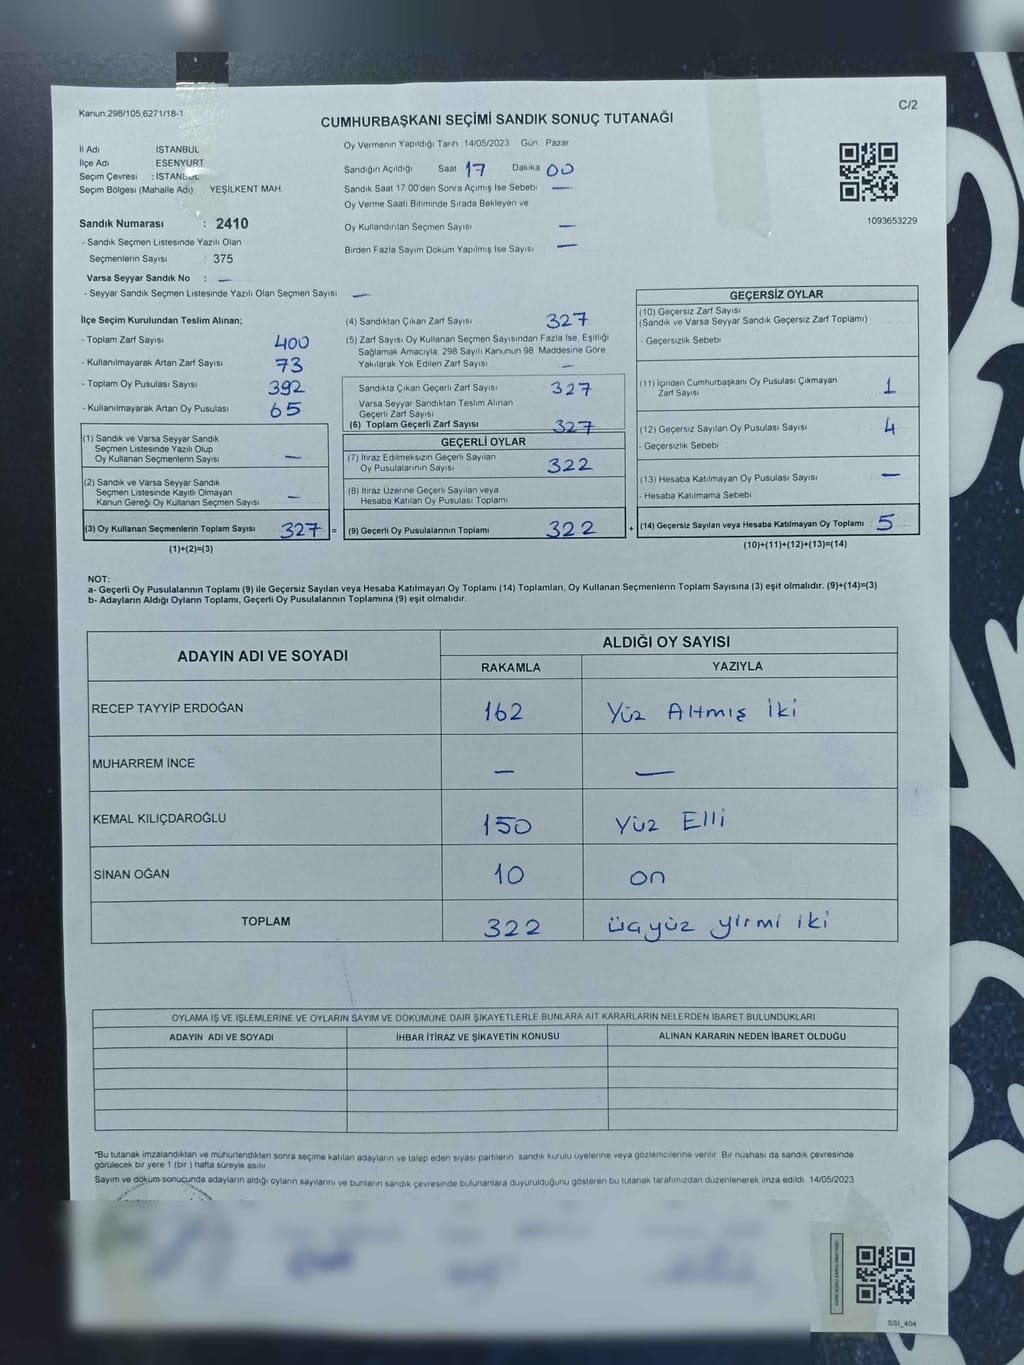 Kanun:298/105,6271/18-1
C/2
CUMHURBAŞKANI SEÇİMİ SANDIK SONUÇ TUTANAĞI
İl Adı İSTANBUL
İlçe Adı : ESENYURT
Seçim Çevresi : İSTANBUL
Seçim Bölgesi (Mahalle Adı) YEŞİLKENT MAH.
Oy Vermenin Yapıldığı Tarih 14/05/2023 Gün : Pazar
Sandığın Açıldığı Saat 17 Dakika 00
Sandık Saat 17.00'den Sonra Açımış İse Sebebi —
Oy Verme Saati Bitiminde Sırada Bekleyen ve
Oy Kullandırılan Seçmen Sayısı —
Birden Fazla Sayım Döküm Yapılmış İse Sayısı —
1093653229
Sandık Numarası : 2410
- Sandık Seçmen Listesinde Yazılı Olan
Seçmenlerin Sayısı : 375
Varsa Seyyar Sandık No : —
- Seyyar Sandık Seçmen Listesinde Yazılı Olan Seçmen Sayısı —
İlçe Seçim Kurulundan Teslim Alınan;
- Toplam Zarf Sayısı 400
- Kullanılmayarak Artan Zarf Sayısı 73
- Toplam Oy Pusulası Sayısı 392
- Kullanılmayarak Artan Oy Pusulası 65
(1) Sandık ve Varsa Seyyar Sandık
Seçmen Listesinde Yazılı Olup
Oy Kullanan Seçmenlerin Sayısı —
(2) Sandık ve Varsa Seyyar Sandık
Seçmen Listesinde Kayıtlı Olmayan
Kanun Gereği Oy Kullanan Seçmen Sayısı —
(3) Oy Kullanan Seçmenlerin Toplam Sayısı 327 =
(1)+(2)=(3)
(4) Sandıktan Çıkan Zarf Sayısı 327
(5) Zarf Sayısı Oy Kullanan Seçmen Sayısından Fazla İse, Eşitliği
Sağlamak Amacıyla, 298 Sayılı Kanunun 98. Maddesine Göre
Yakılarak Yok Edilen Zarf Sayısı —
Sandıkta Çıkan Geçerli Zarf Sayısı 327
Varsa Seyyar Sandıktan Teslim Alınan
Geçerli Zarf Sayısı
(6) Toplam Geçerli Zarf Sayısı 327
GEÇERLİ OYLAR
(7) İtiraz Edilmeksizin Geçerli Sayılan
Oy Pusulalarının Sayısı 322
(8) İtiraz Üzerine Geçerli Sayılan veya
Hesaba Katılan Oy Pusulası Toplamı
(9) Geçerli Oy Pusulalarının Toplamı 322 +
GEÇERSİZ OYLAR
(10) Geçersiz Zarf Sayısı
(Sandık ve Varsa Seyyar Sandık Geçersiz Zarf Toplamı)
- Geçersizlik Sebebi
(11) İçinden Cumhurbaşkanı Oy Pusulası Çıkmayan
Zarf Sayısı 1
(12) Geçersiz Sayılan Oy Pusulası Sayısı 4
- Geçersizlik Sebebi
(13) Hesaba Katılmayan Oy Pusulası Sayısı —
- Hesaba Katılmama Sebebi
(14) Geçersiz Sayılan veya Hesaba Katılmayan Oy Toplamı : 5
(10)+(11)+(12)+(13)=(14)
NOT:
a- Geçerli Oy Pusulalarının Toplamı (9) ile Geçersiz Sayılan veya Hesaba Katılmayan Oy Toplamı (14) Toplamları, Oy Kullanan Seçmenlerin Toplam Sayısına (3) eşit olmalıdır. (9)+(14)=(3)
b- Adayların Aldığı Oyların Toplamı, Geçerli Oy Pusulalarının Toplamına (9) eşit olmalıdır.
ADAYIN ADI VE SOYADI ALDIĞI OY SAYISI
RAKAMLA YAZIYLA
RECEP TAYYİP ERDOĞAN 162 Yüz Altmış İki
MUHARREM İNCE — —
KEMAL KILIÇDAROĞLU 150 Yüz Elli
SİNAN OĞAN 10 on
TOPLAM 322 üçyüz yirmi iki
OYLAMA İŞ VE İŞLEMLERİNE VE OYLARIN SAYIM VE DÖKÜMÜNE DAİR ŞİKAYETLERLE BUNLARA AİT KARARLARIN NELERDEN İBARET BULUNDUKLARI
ADAYIN ADI VE SOYADI İHBAR İTİRAZ VE ŞİKAYETİN KONUSU ALINAN KARARIN NEDEN İBARET OLDUĞU
*Bu tutanak imzalandıktan ve mühürlendikten sonra seçime katılan adayların ve talep eden siyasi partilerin sandık kurulu üyelerine veya gözlemcilerine verilir. Bir nüshası da sandık çevresinde
görülecek bir yere 1 (bir ) hafta süreyle asılır.
Sayım ve döküm sonucunda adayların aldığı oyların sayılarını ve bunların sandık çevresinde bulunanlara duyurulduğunu gösteren bu tutanak tarafımızdan düzenlenerek imza edildi. 14/05/2023
SSI_404